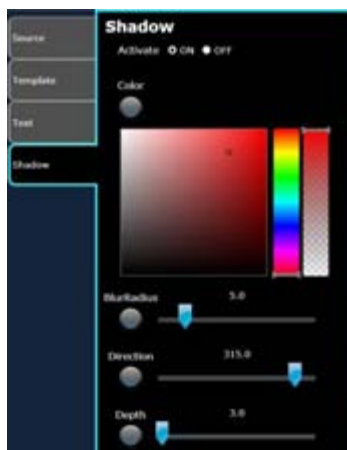 Shadow
Source
Activate ON OFF
Template
Color
Text
Shadow
BlurRadius 5.0
Direction 315.0
Depth 3.0